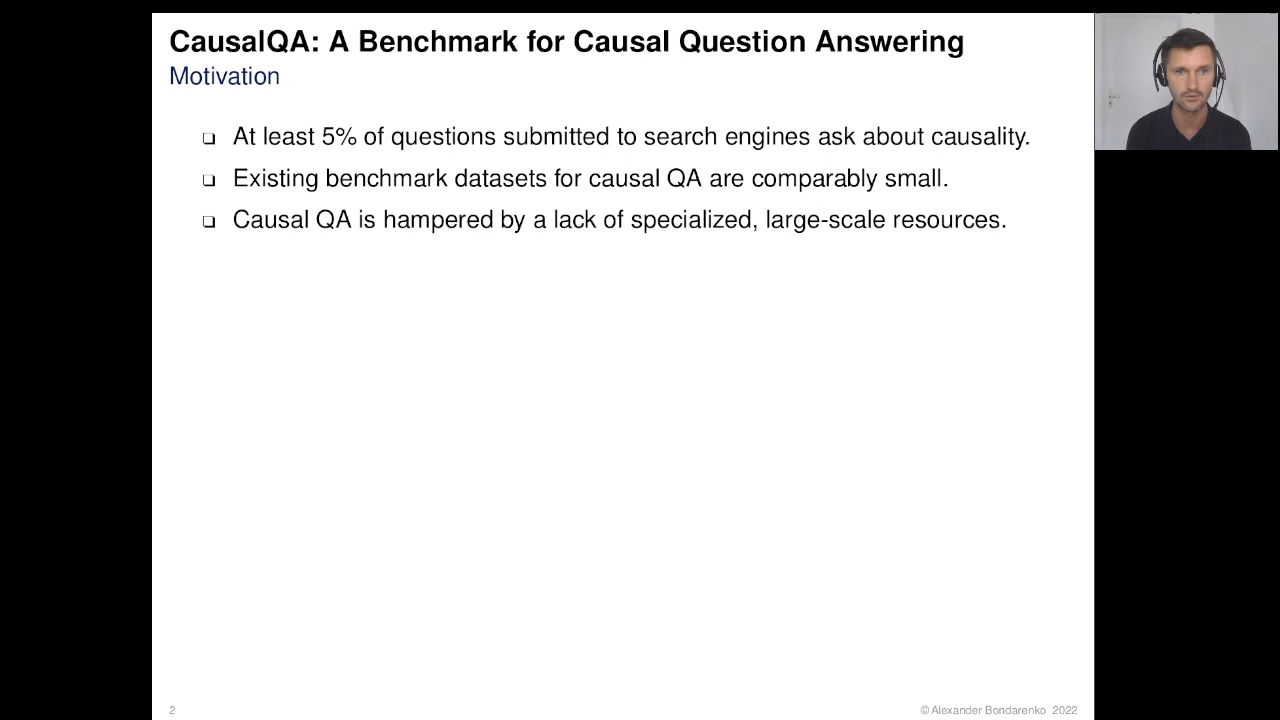 CausalQA: A Benchmark for Causal Question Answering
Motivation
At least 5% of questions submitted to search engines ask about causality.
Existing benchmark datasets for causal QA are comparably small.
Causal QA is hampered by a lack of specialized, large-scale resources.
2
© Alexander Bondarenko 2022